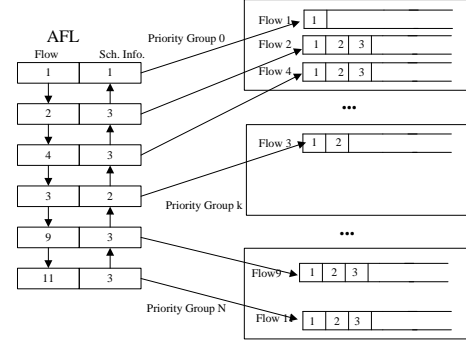 AFL
Flow Sch. Info.
1 1
2 3
4 3
3 2
9 3
11 3
Priority Group 0
Priority Group k
Priority Group N
Flow 1 1
Flow 2 1 2 3
Flow 4 1 2 3
...
Flow 3 1 2
...
Flow9 1 2 3
Flow 1 1 2 3